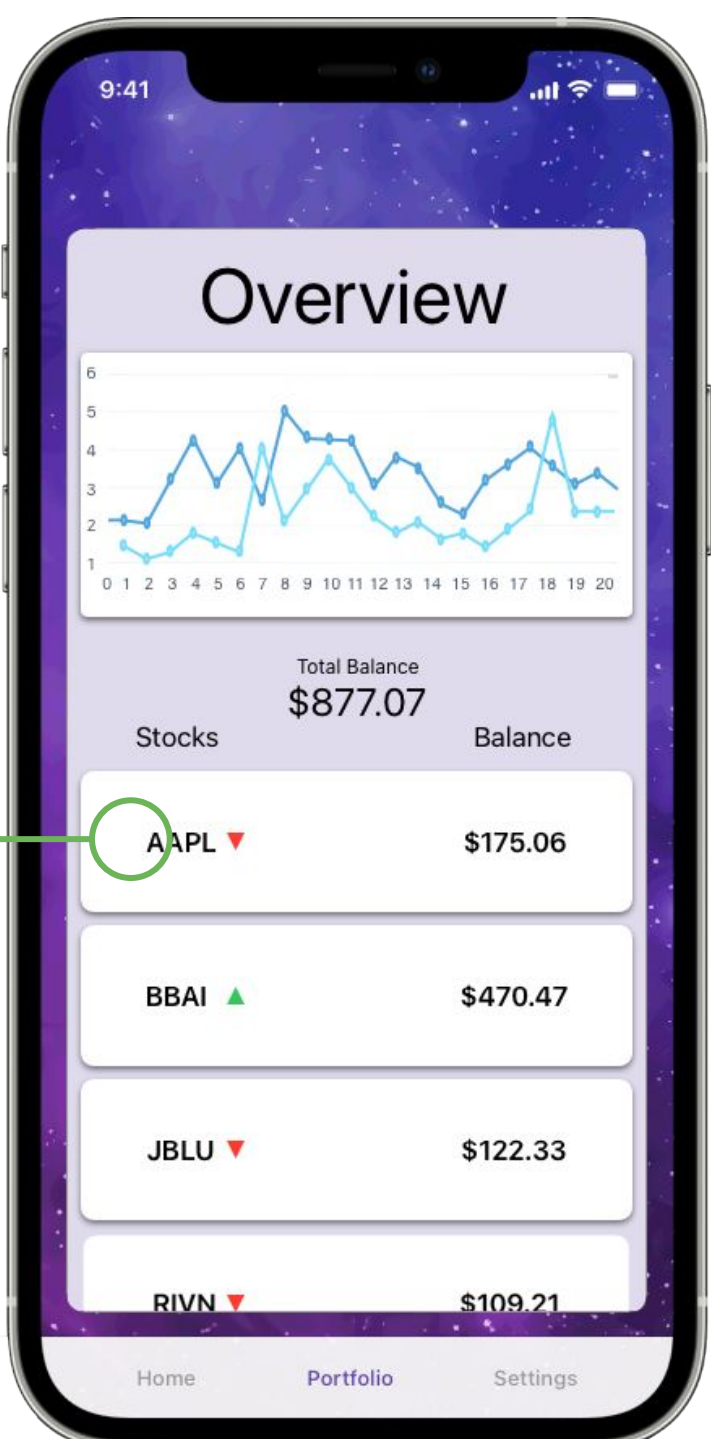 9:41
Overview
6
5
4
3
2
1
0 1 2 3 4 5 6 7 8 9 10 11 12 13 14 15 16 17 18 19 20
Total Balance
$877.07
Stocks Balance
AAPL ▼ $175.06
BBAI ▲ $470.47
JBLU ▼ $122.33
RIVN ▼ $109.21
Home Portfolio Settings